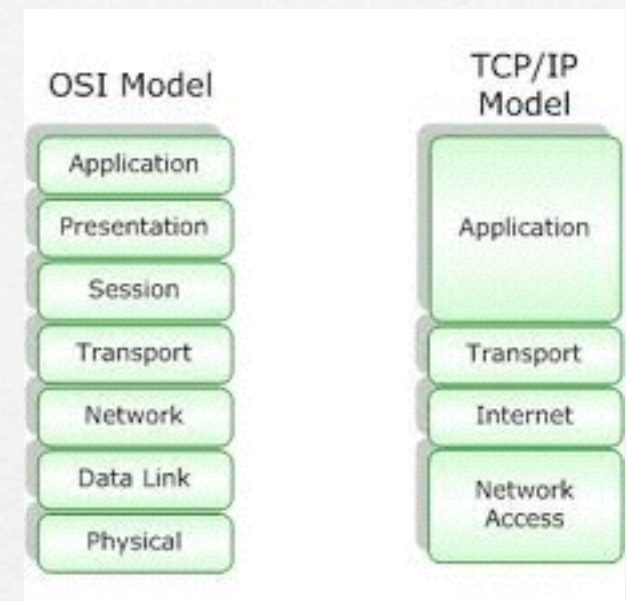 OSI Model
Application
Presentation
Session
Transport
Network
Data Link
Physical
TCP/IP
Model
Application
Transport
Internet
Network
Access